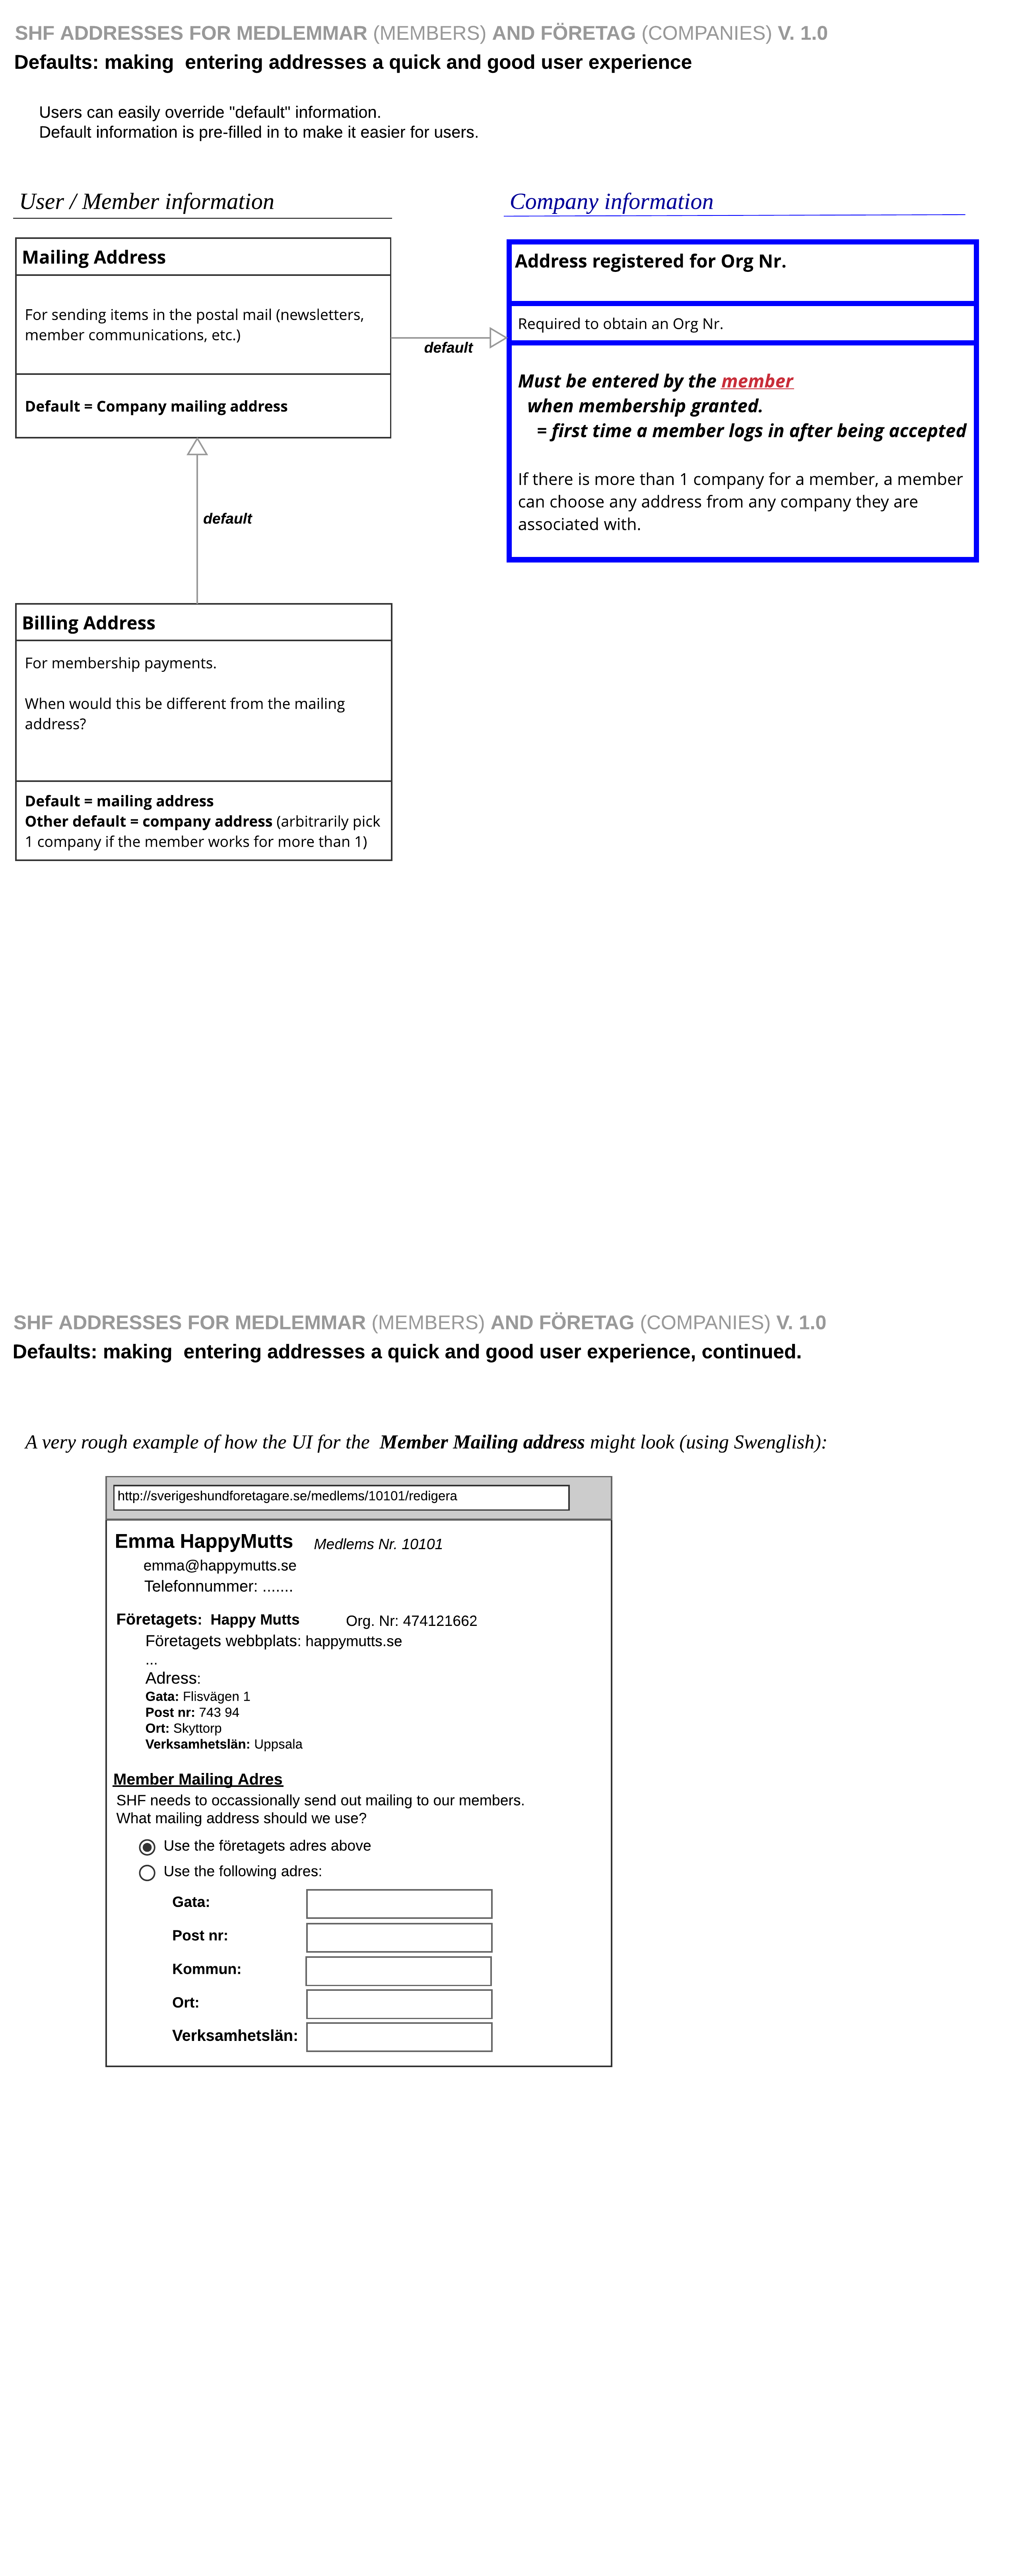 SHF ADDRESSES FOR MEDLEMMAR (MEMBERS) AND FÖRETAG (COMPANIES) V. 1.0
Defaults: making  entering addresses a quick and good user experience
Users can easily override "default" information.
Default information is pre-filled in to make it easier for users.
User / Member information
Mailing Address
For sending items in the postal mail (newsletters,
member communications, etc.)
Default = Company mailing address
default
default
Billing Address
For membership payments.
When would this be different from the mailing
address?
Default = mailing address
Other default = company address (arbitrarily pick
1 company if the member works for more than 1)
Company information
Address registered for Org Nr.
Required to obtain an Org Nr.
Must be entered by the member
when membership granted.
= first time a member logs in after being accepted
If there is more than 1 company for a member, a member
can choose any address from any company they are
associated with.
SHF ADDRESSES FOR MEDLEMMAR (MEMBERS) AND FÖRETAG (COMPANIES) V. 1.0
Defaults: making  entering addresses a quick and good user experience, continued.
A very rough example of how the UI for the  Member Mailing address might look (using Swenglish):
http://sverigeshundforetagare.se/medlems/10101/redigera
Emma HappyMutts Medlems Nr. 10101
emma@happymutts.se
Telefonnummer: .......
Företagets:  Happy Mutts Org. Nr: 474121662
Företagets webbplats: happymutts.se
...
Adress:
Gata: Flisvägen 1
Post nr: 743 94
Ort: Skyttorp
Verksamhetslän: Uppsala
Member Mailing Adres
SHF needs to occassionally send out mailing to our members.
What mailing address should we use?
Use the företagets adres above
Use the following adres:
Gata:
Post nr:
Kommun:
Ort:
Verksamhetslän: